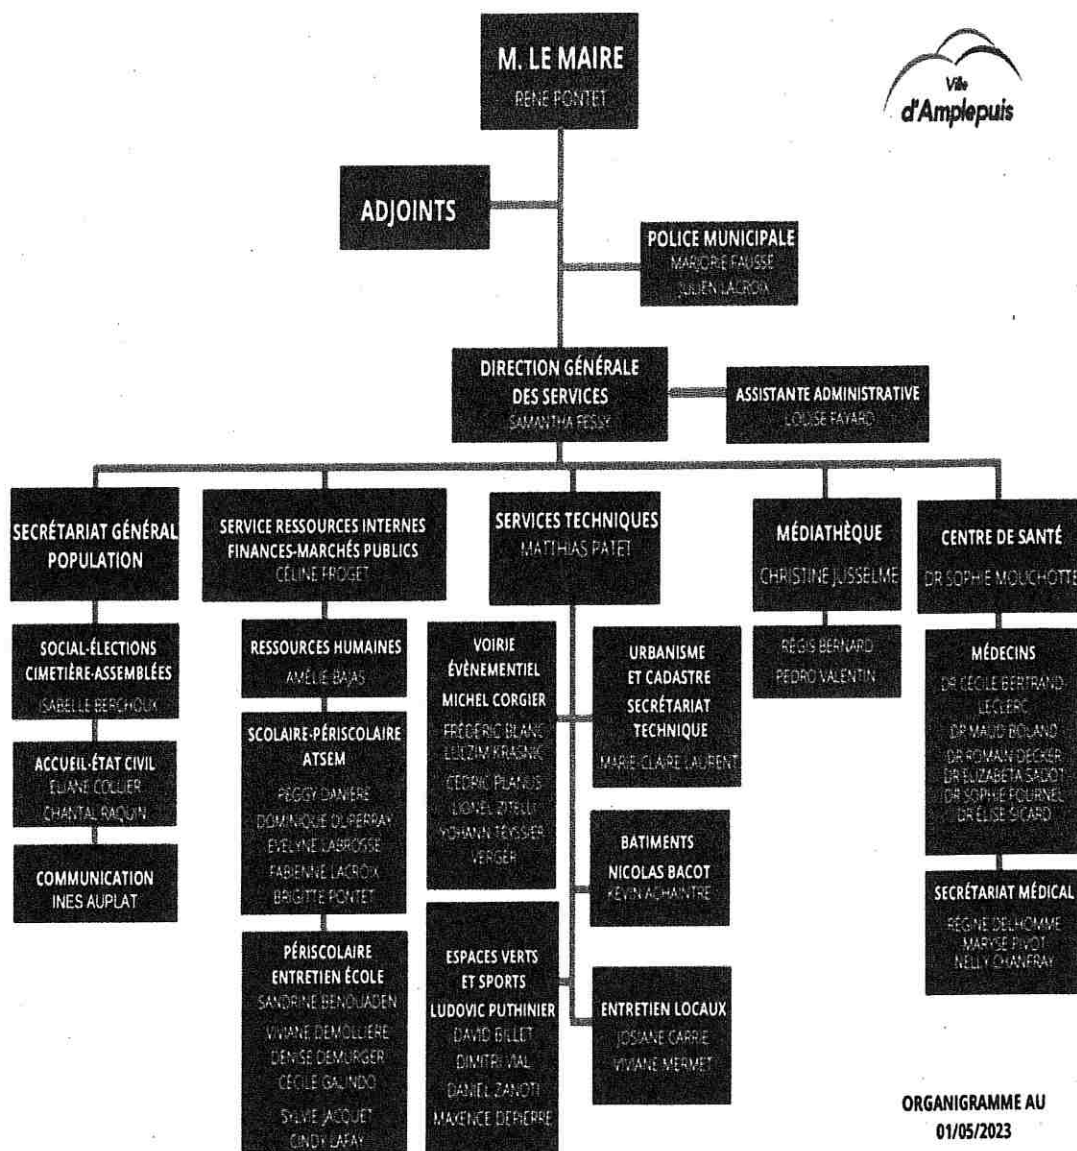 M. LE MAIRE
RENE PONTET
Ville
d'Amplepuis
ADJOINTS
POLICE MUNICIPALE
MARJORIE FAUSSE
JULIEN LACROIX
DIRECTION GÉNÉRALE
DES SERVICES
SAMANTHA FESSY
ASSISTANTE ADMINISTRATIVE
LOUISE FAYARD
SECRÉTARIAT GÉNÉRAL
POPULATION
SOCIAL-ÉLECTIONS
CIMETIÈRE-ASSEMBLÉES
ISABELLE BERCHOUX
ACCUEIL-ÉTAT CIVIL
ELIANE COLLIER
CHANTAL RAQUIN
COMMUNICATION
INES AUPLAT
SERVICE RESSOURCES INTERNES
FINANCES-MARCHÉS PUBLICS
CÉLINE FROGET
RESSOURCES HUMAINES
AMÉLIE BAJAS
SCOLAIRE-PÉRISCOLAIRE
ATSEM
PEGGY DANIERE
DOMINIQUE DUPERRAY
EVELYNE LABROSSE
FABIENNE LACROIX
BRIGITTE PONTET
PÉRISCOLAIRE
ENTRETIEN ÉCOLE
SANDRINE BENOUADEN
VIVIANE DEMOLLIERE
DENISE DEMURGER
CECILE GALINDO
SYLVIE JACQUET
CINDY LAFAY
SERVICES TECHNIQUES
MATTHIAS PATET
VOIRIE
ÉVÈNEMENTIEL
MICHEL CORGIER
FRÉDÉRIC BLANC
LULZIM KRASNIC
CEDRIC PLANUS
LIONEL ZITELLI
YOHANN TEYSSIER
VERGER
ESPACES VERTS
ET SPORTS
LUDOVIC PUTHINIER
DAVID BILLET
DIMITRI VIAL
DANIEL ZANOTI
MAXENCE DEPIERRE
URBANISME
ET CADASTRE
SECRÉTARIAT
TECHNIQUE
MARIE-CLAIRE LAURENT
BATIMENTS
NICOLAS BACOT
KEVIN ACHAINTRE
ENTRETIEN LOCAUX
JOSIANE CARRIE
VIVIANE MERMET
MÉDIATHÈQUE
CHRISTINE JUSSELME
RÉGIS BERNARD
PEDRO VALENTIN
CENTRE DE SANTÉ
DR SOPHIE MOUCHOTTE
MÉDECINS
DR CÉCILE BERTRAND-
LECLERC
DR MAUD BOLAND
DR ROMAIN DECKER
DR ELIZABETA SADOT
DR SOPHIE FOURNEL
DR ELISE SICARD
SECRÉTARIAT MÉDICAL
RÉGINE DELHOMME
MARYSE PIVOT
NELLY CHANFRAY
ORGANIGRAMME AU
01/05/2023